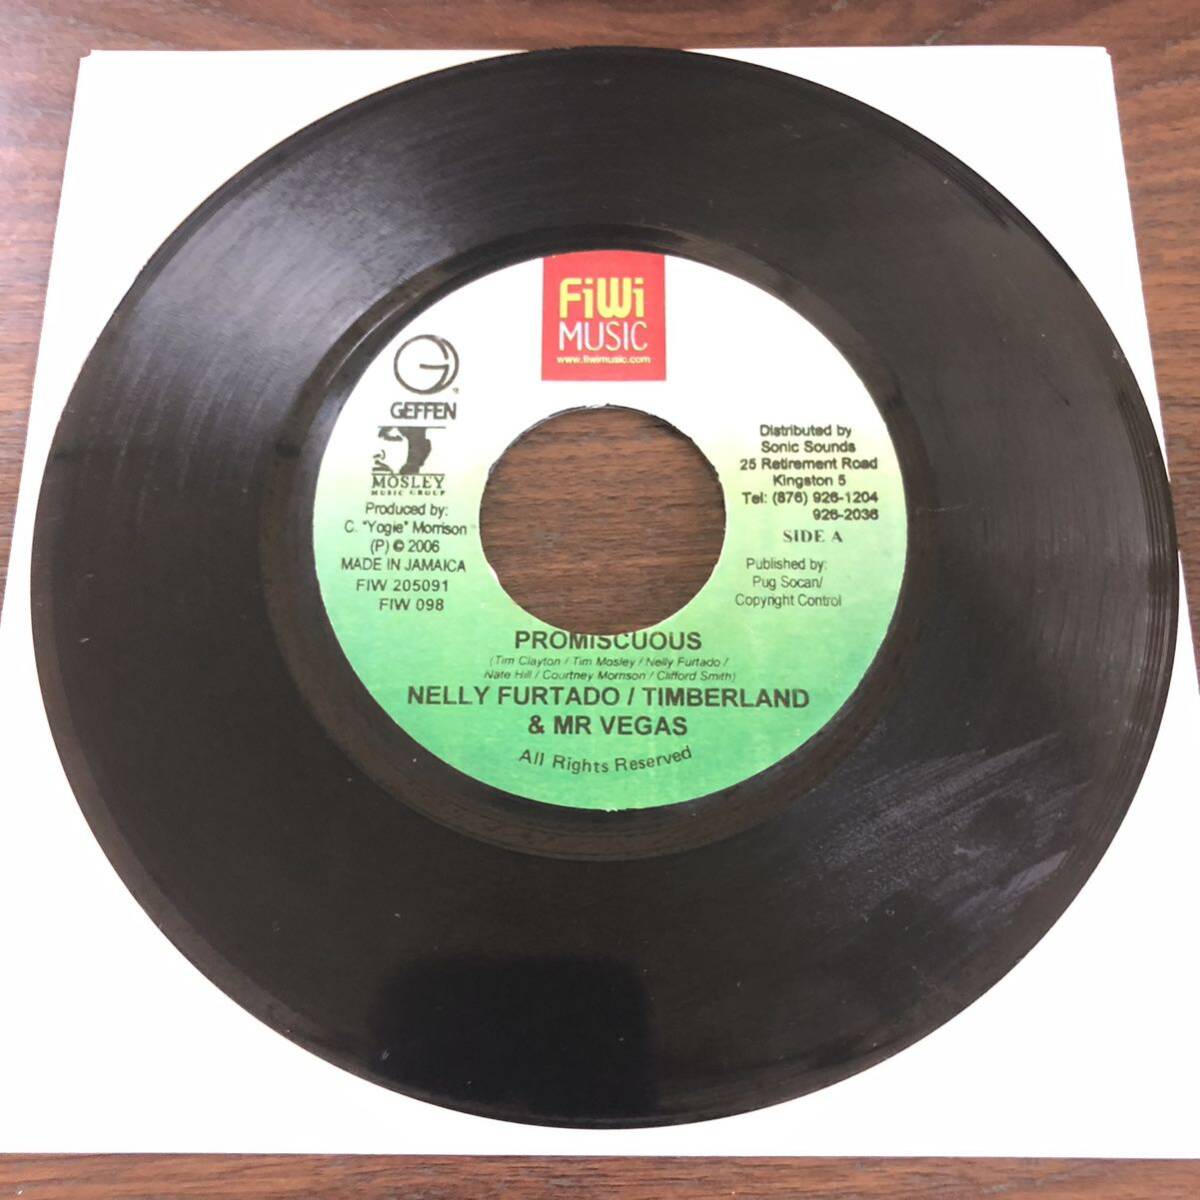 FiWi
MUSIC
www.fiwimusic.com
G
GEFFEN
MOSLEY
MUSIC GROUP
Produced by:
C. "Yogie" Morrison
(P) © 2006
MADE IN JAMAICA
FIW 205091
FIW 098
Distributed by
Sonic Sounds
25 Retirement Road
Kingston 5
Tel: (876) 926-1204
926-2036
SIDE A
Published by:
Pug Socan/
Copyright Control
PROMISCUOUS
(Tim Clayton / Tim Mosley / Nelly Furtado /
Nate Hill / Courtney Morrison / Clifford Smith)
NELLY FURTADO / TIMBERLAND
& MR VEGAS
All Rights Reserved